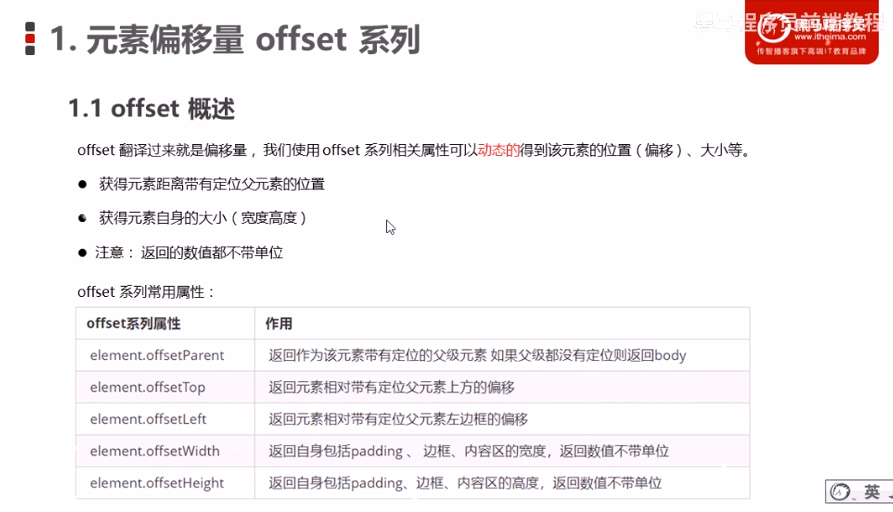 黑马程序员前端教程
1. 元素偏移量 offset 系列
www.itheima.com
传智播客旗下高端IT教育品牌
1.1 offset 概述
offset 翻译过来就是偏移量，我们使用 offset 系列相关属性可以动态的得到该元素的位置（偏移）、大小等。
● 获得元素距离带有定位父元素的位置
● 获得元素自身的大小（宽度高度）
● 注意：返回的数值都不带单位
offset 系列常用属性：
offset系列属性 作用
element.offsetParent 返回作为该元素带有定位的父级元素 如果父级都没有定位则返回body
element.offsetTop 返回元素相对带有定位父元素上方的偏移
element.offsetLeft 返回元素相对带有定位父元素左边框的偏移
element.offsetWidth 返回自身包括padding 、 边框、内容区的宽度，返回数值不带单位
element.offsetHeight 返回自身包括padding、边框、内容区的高度，返回数值不带单位
英